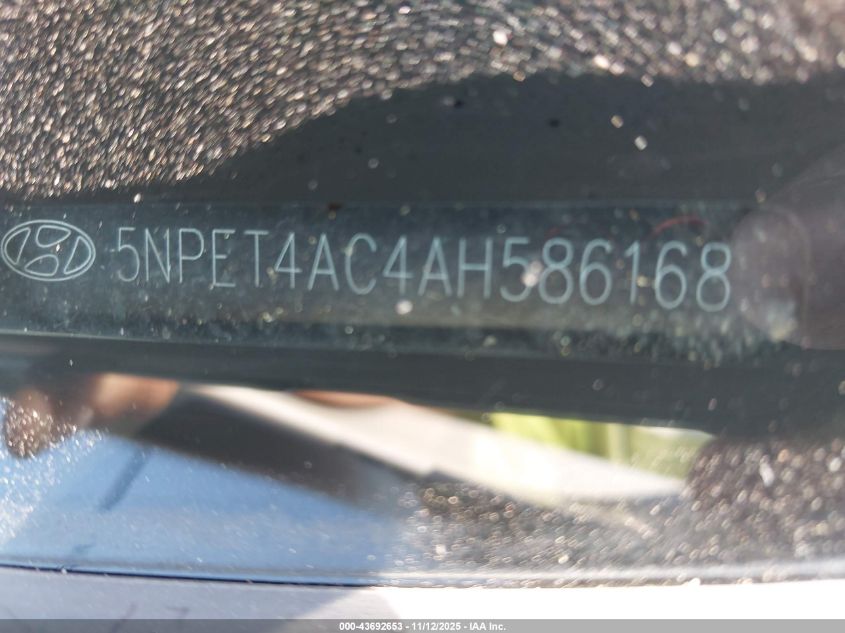 5NPET4AC4AH586168
000-43692653 - 11/12/2025 - IAA Inc.